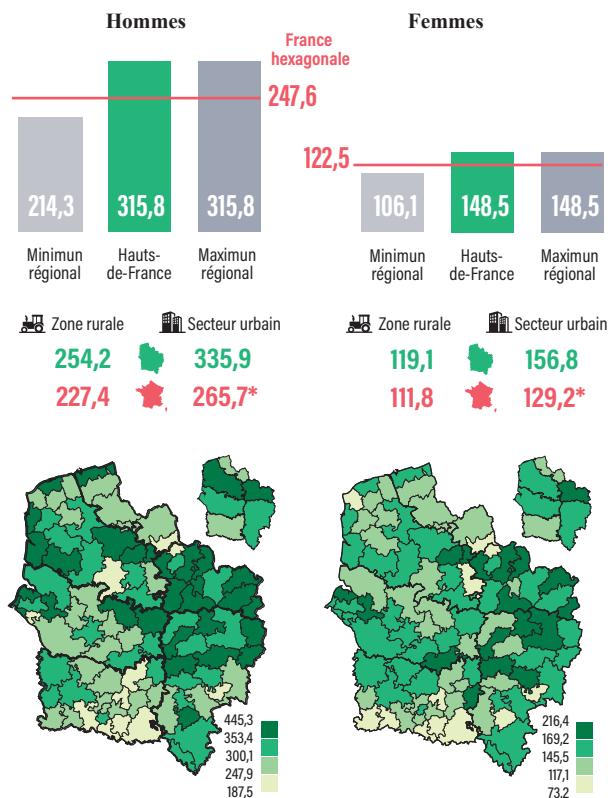 Hommes
France
hexagonale
247,6
214,3
315,8
315,8
Minimun
régional
Hauts-
de-France
Maximun
régional
Zone rurale
Secteur urbain
254,2
335,9
227,4
265,7*
445,3
353,4
300,1
247,9
187,5
Femmes
122,5
106,1
148,5
148,5
Minimun
régional
Hauts-
de-France
Maximun
régional
Zone rurale
Secteur urbain
119,1
156,8
111,8
129,2*
216,4
169,2
145,5
117,1
73,2